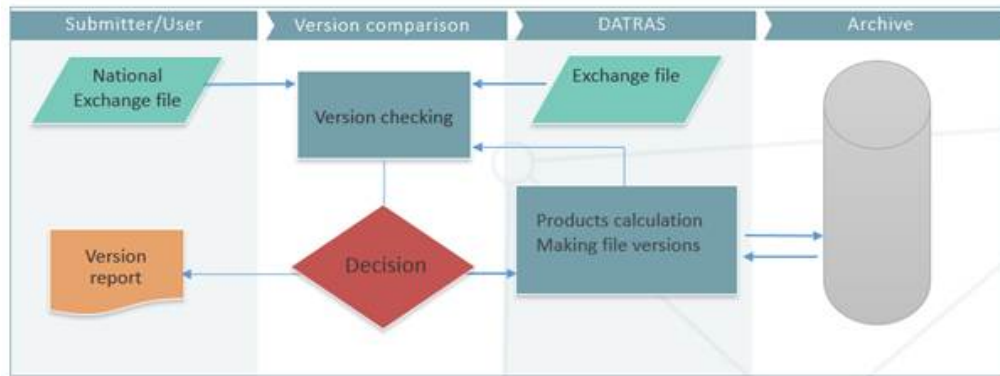 Submitter/User
Version comparison
DATRAS
Archive
National
Exchange file
Exchange file
Version checking
Products calculation
Making file versions
Version
report
Decision